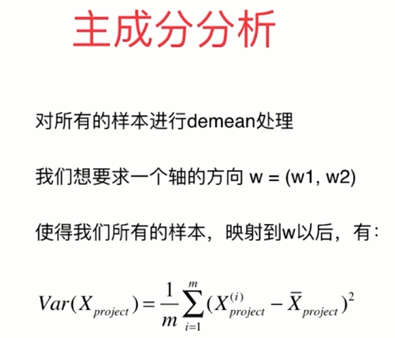 主成分分析
对所有的样本进行demean处理
我们想要求一个轴的方向 w = (w1, w2)
使得我们所有的样本，映射到w以后，有：
Var(X_{project}) = \frac{1}{m} \sum_{i=1}^{m} (X_{project}^{(i)} - \overline{X}_{project})^2